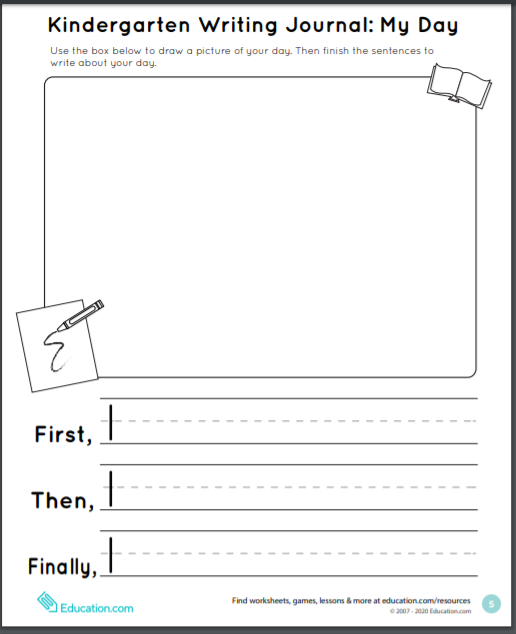 Kindergarten Writing Journal: My Day
Use the box below to draw a picture of your day. Then finish the sentences to
write about your day.
First, I
Then, I
Finally, I
Education.com
Find worksheets, games, lessons & more at education.com/resources
© 2007 - 2020 Education.com
5